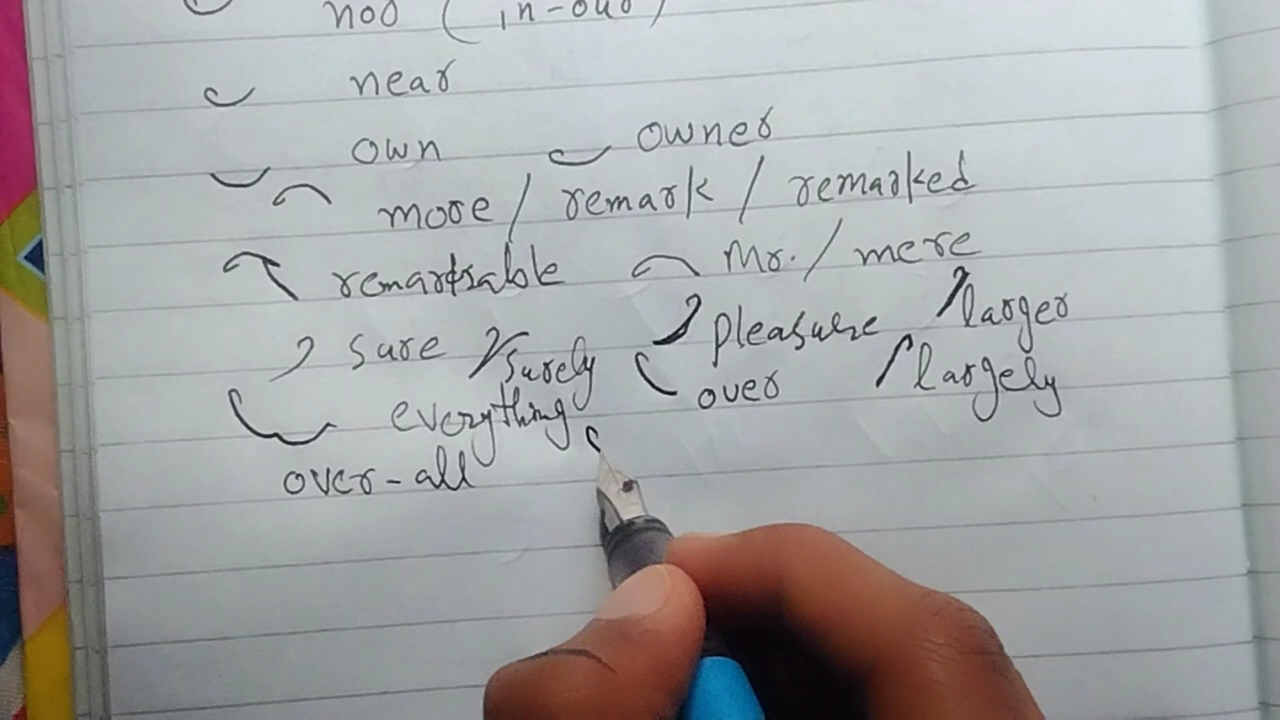 near
own owner
more / remark / remarked
remarkable Mr. / mere
sure surely pleasure larger
everything over largely
over-all